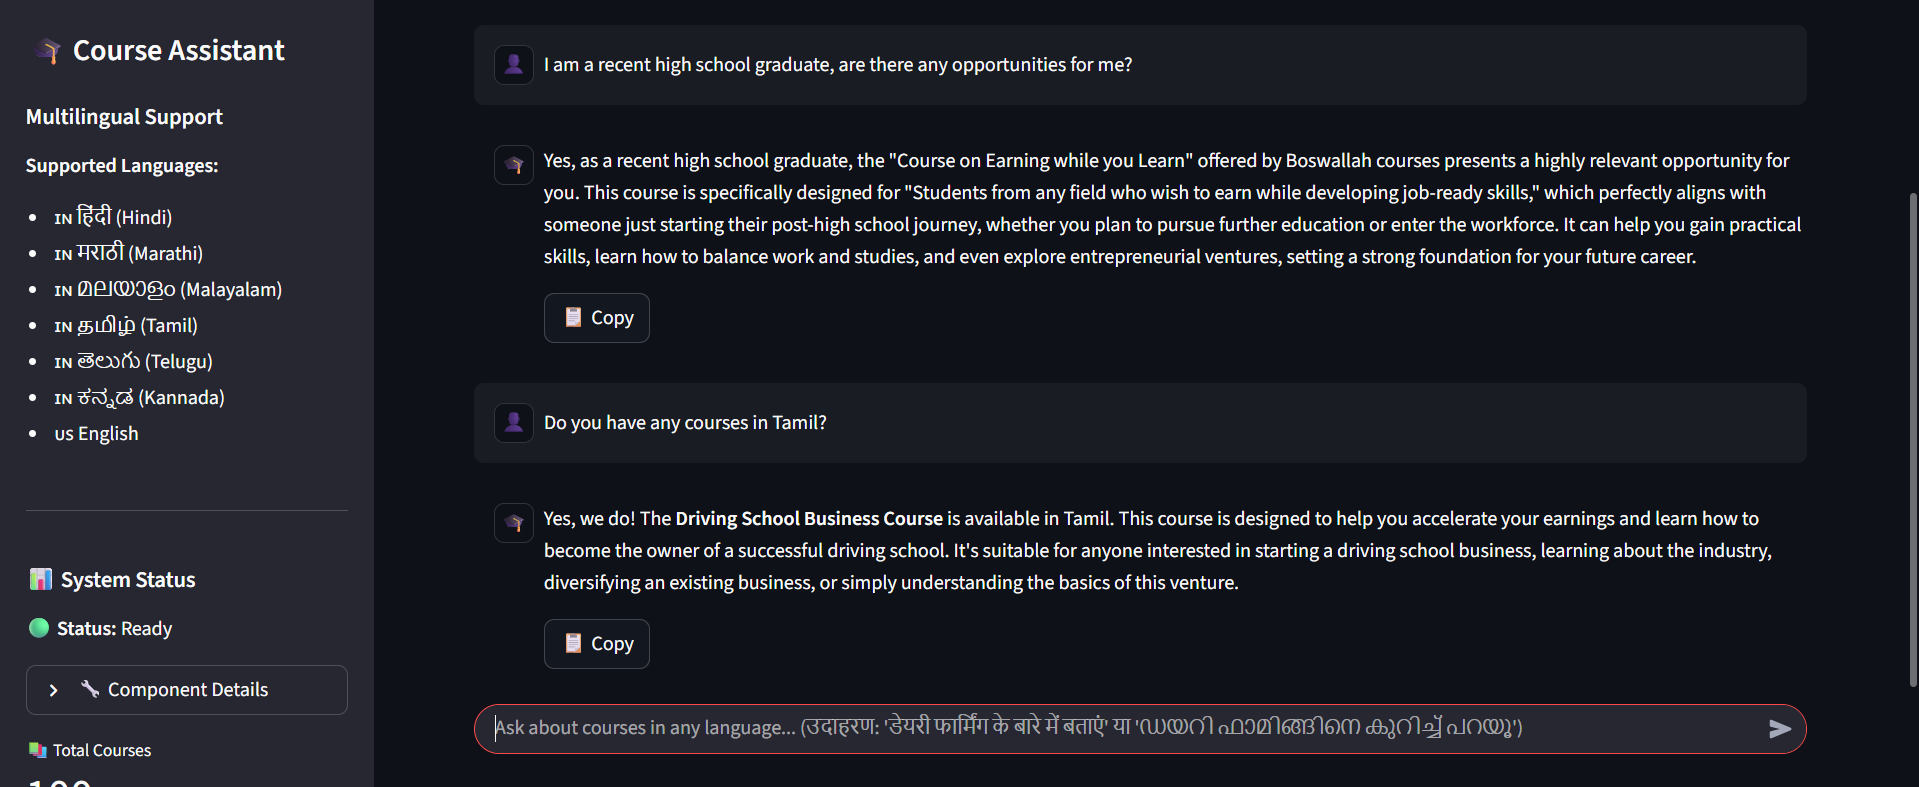 Course Assistant
Multilingual Support
Supported Languages:
IN हिंदी (Hindi)
IN मराठी (Marathi)
IN മലയാളം (Malayalam)
IN தமிழ் (Tamil)
IN తెలుగు (Telugu)
IN ಕನ್ನಡ (Kannada)
US English
System Status
Status: Ready
Component Details
Total Courses
I am a recent high school graduate, are there any opportunities for me?
Yes, as a recent high school graduate, the "Course on Earning while you Learn" offered by Boswallah courses presents a highly relevant opportunity for
you. This course is specifically designed for "Students from any field who wish to earn while developing job-ready skills," which perfectly aligns with
someone just starting their post-high school journey, whether you plan to pursue further education or enter the workforce. It can help you gain practical
skills, learn how to balance work and studies, and even explore entrepreneurial ventures, setting a strong foundation for your future career.
Copy
Do you have any courses in Tamil?
Yes, we do! The Driving School Business Course is available in Tamil. This course is designed to help you accelerate your earnings and learn how to
become the owner of a successful driving school. It's suitable for anyone interested in starting a driving school business, learning about the industry,
diversifying an existing business, or simply understanding the basics of this venture.
Copy
Ask about courses in any language... (उदाहरण: 'डेयरी फार्मिंग के बारे में बताएं' या 'ഡയറി ഫാമിങ്ങിനെ കുറിച്ച് പറയൂ')